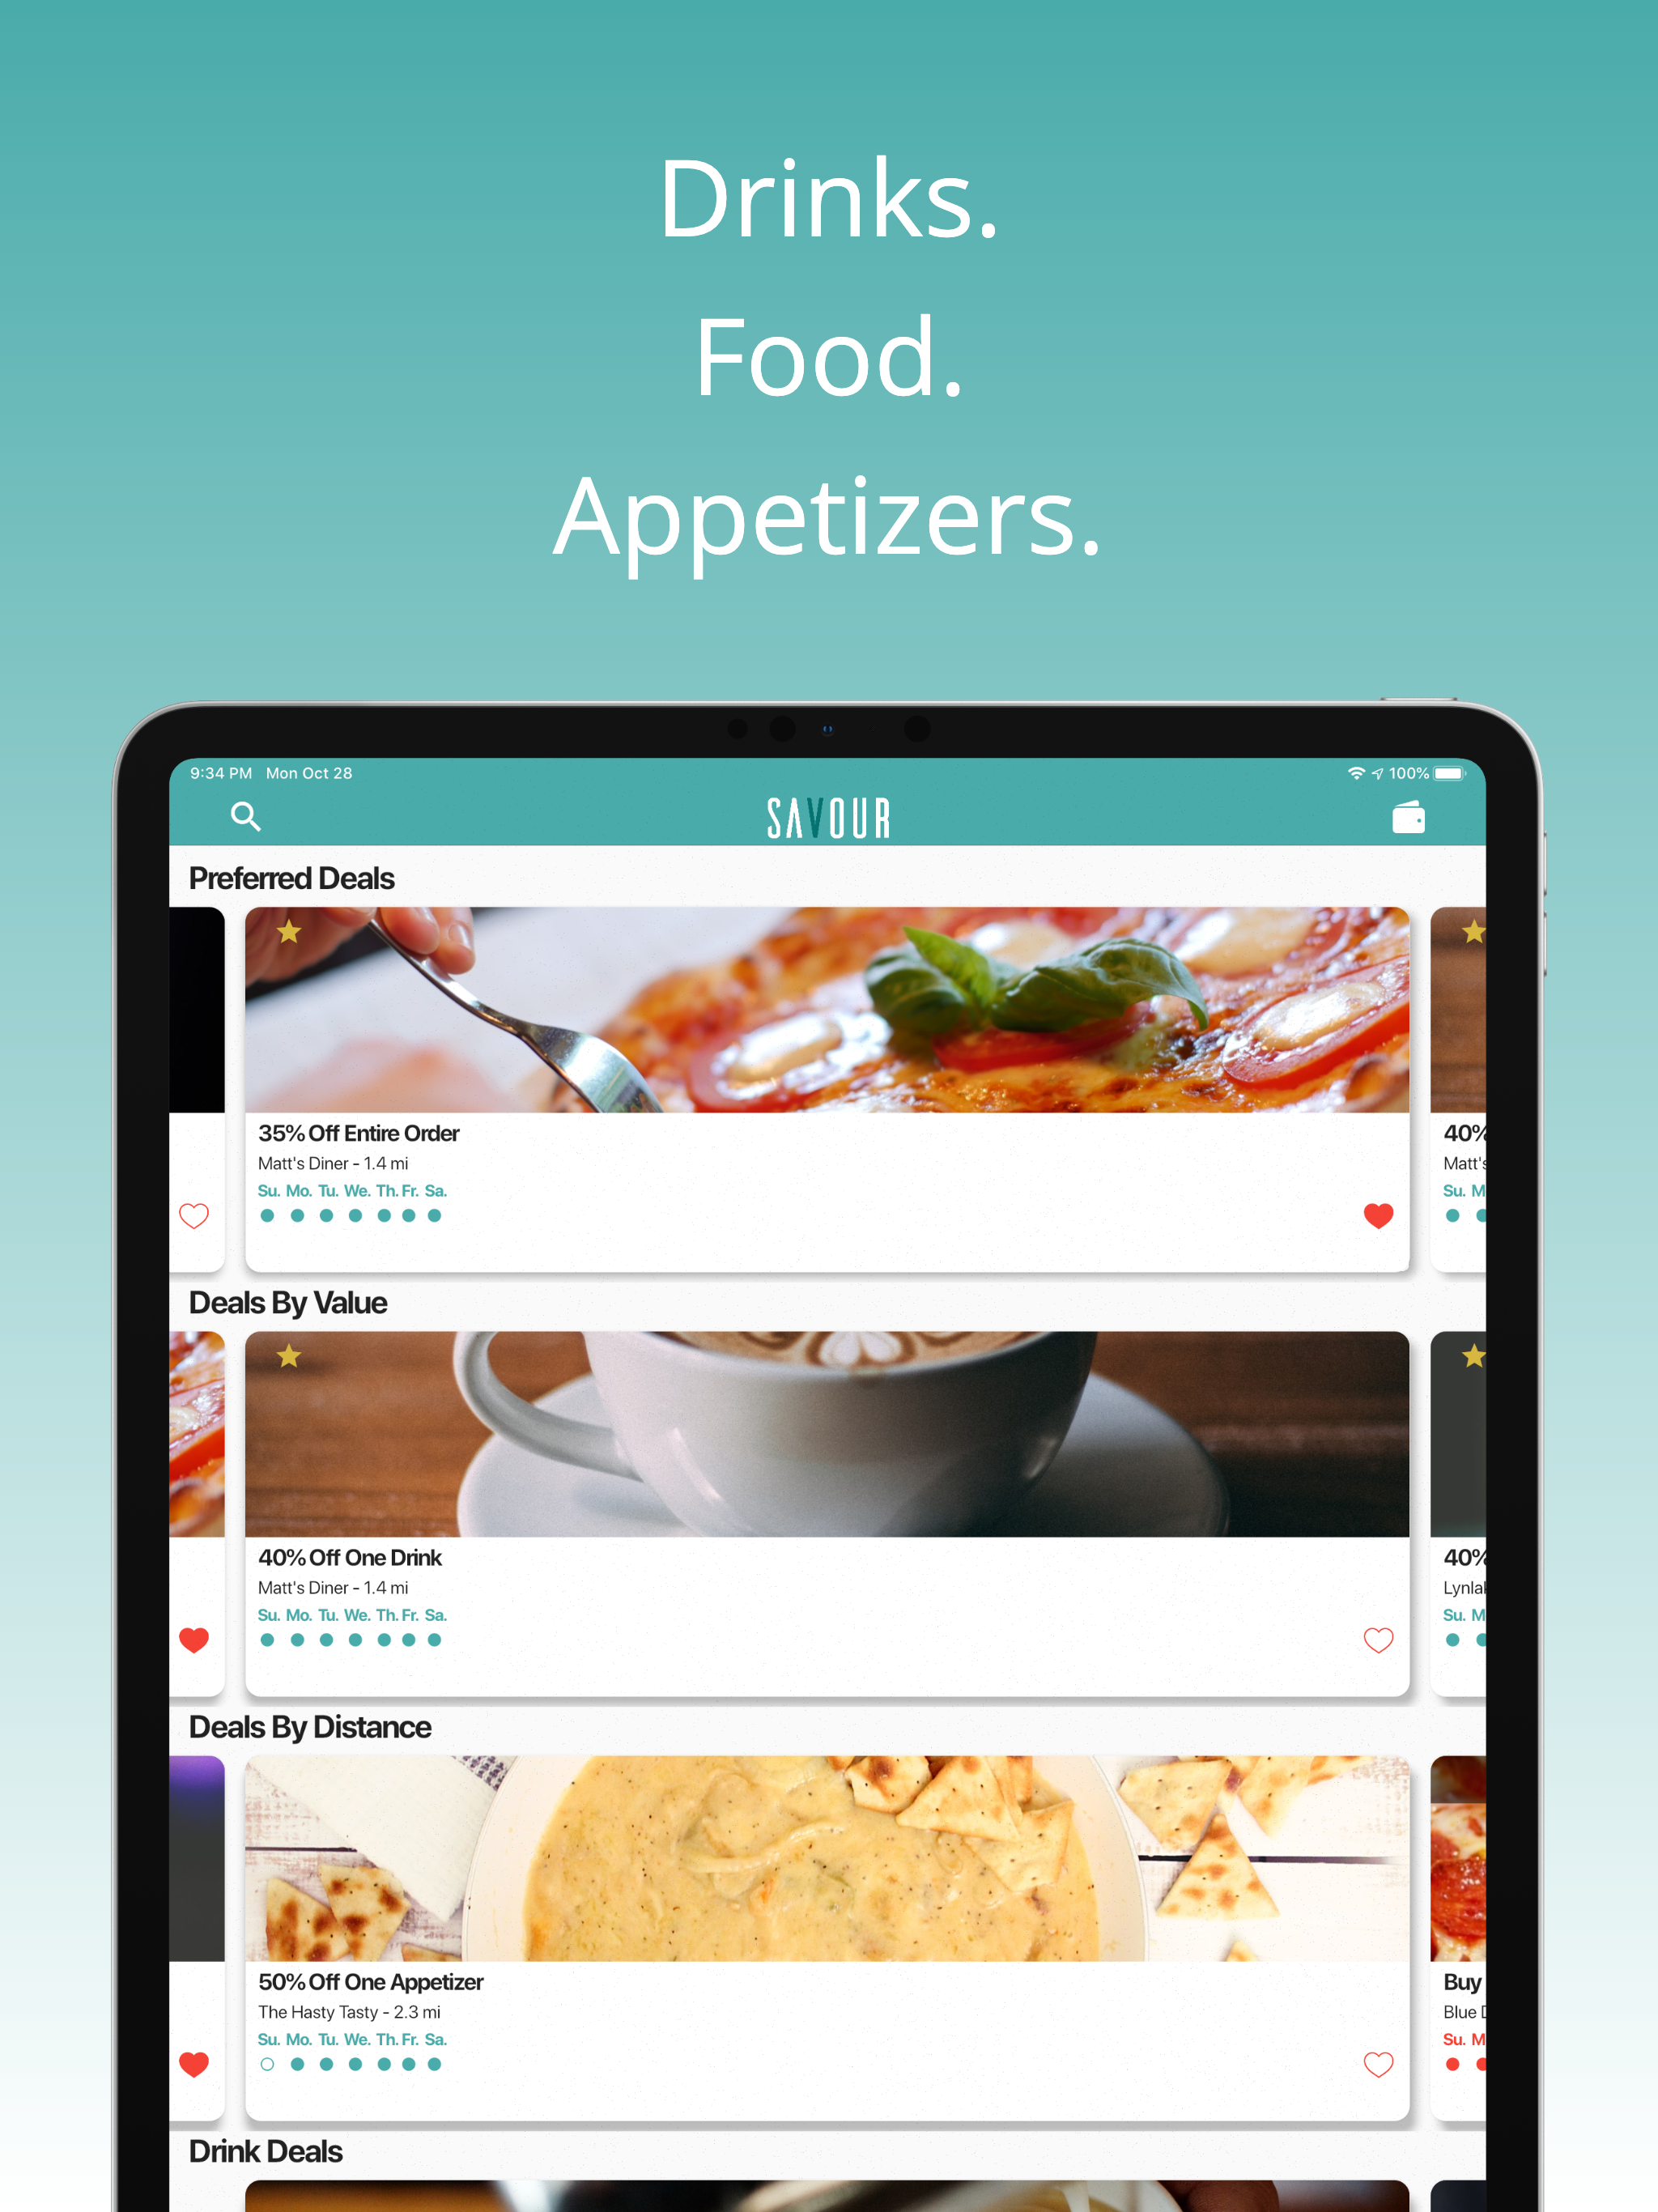 Drinks.
Food.
Appetizers.
9:34 PM Mon Oct 28
100%
SAVOUR
Preferred Deals
35% Off Entire Order
Matt's Diner - 1.4 mi
Su. Mo. Tu. We. Th. Fr. Sa.
40%
Matt's
Su. M
Deals By Value
40% Off One Drink
Matt's Diner - 1.4 mi
Su. Mo. Tu. We. Th. Fr. Sa.
40%
Su. M
Deals By Distance
50% Off One Appetizer
The Hasty Tasty - 2.3 mi
Su. Mo. Tu. We. Th. Fr. Sa.
Buy
Blue
Su. M
Drink Deals